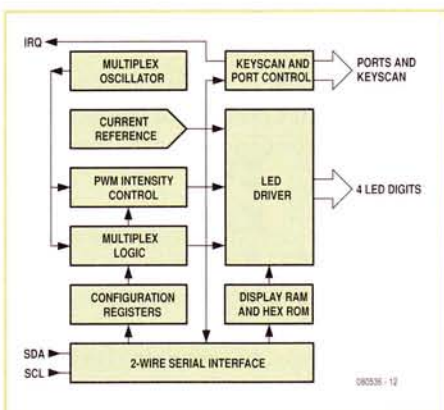 IRQ
MULTIPLEX
OSCILLATOR
KEYSCAN AND
PORT CONTROL
PORTS AND
KEYSCAN
CURRENT
REFERENCE
PWM INTENSITY
CONTROL
LED
DRIVER
4 LED DIGITS
MULTIPLEX
LOGIC
CONFIGURATION
REGISTERS
DISPLAY RAM
AND HEX ROM
SDA
SCL
2-WIRE SERIAL INTERFACE
080536 - 12